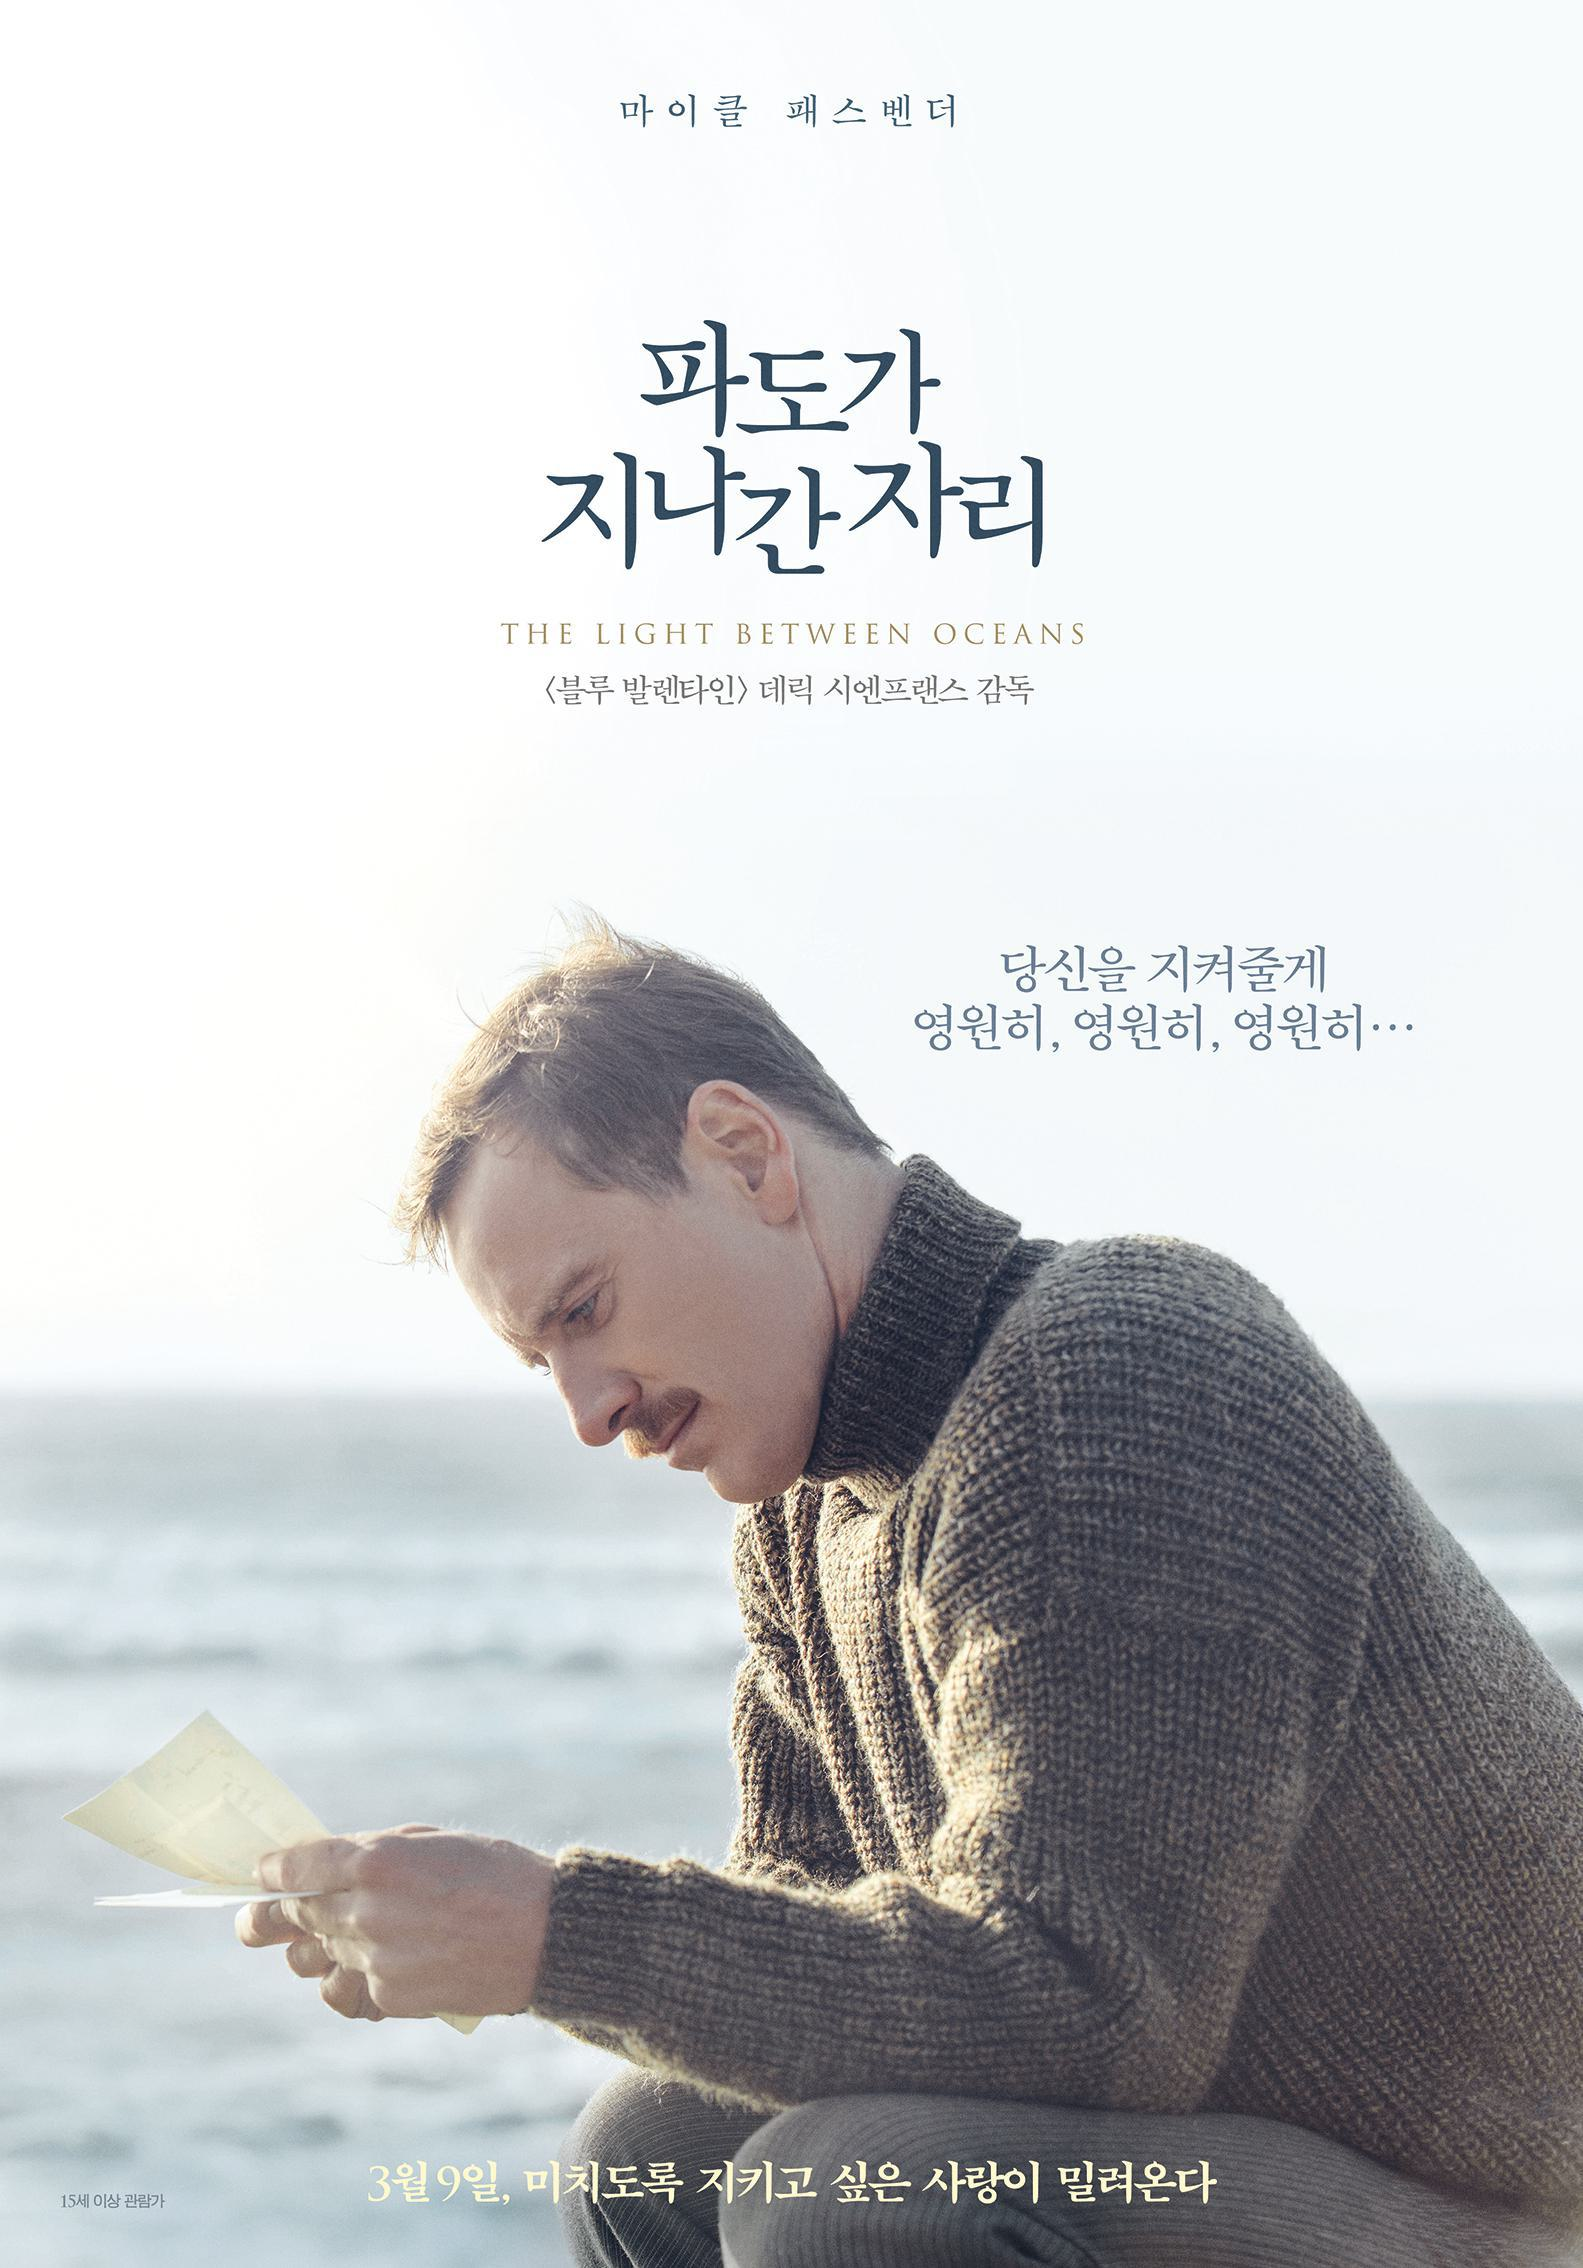 마이클 패스벤더
파도가
지나간 자리
THE LIGHT BETWEEN OCEANS
<블루 발렌타인> 데릭 시엔프랜스 감독
당신을 지켜줄게
영원히, 영원히, 영원히…
3월 9일, 미치도록 지키고 싶은 사랑이 밀려온다
15세 이상 관람가